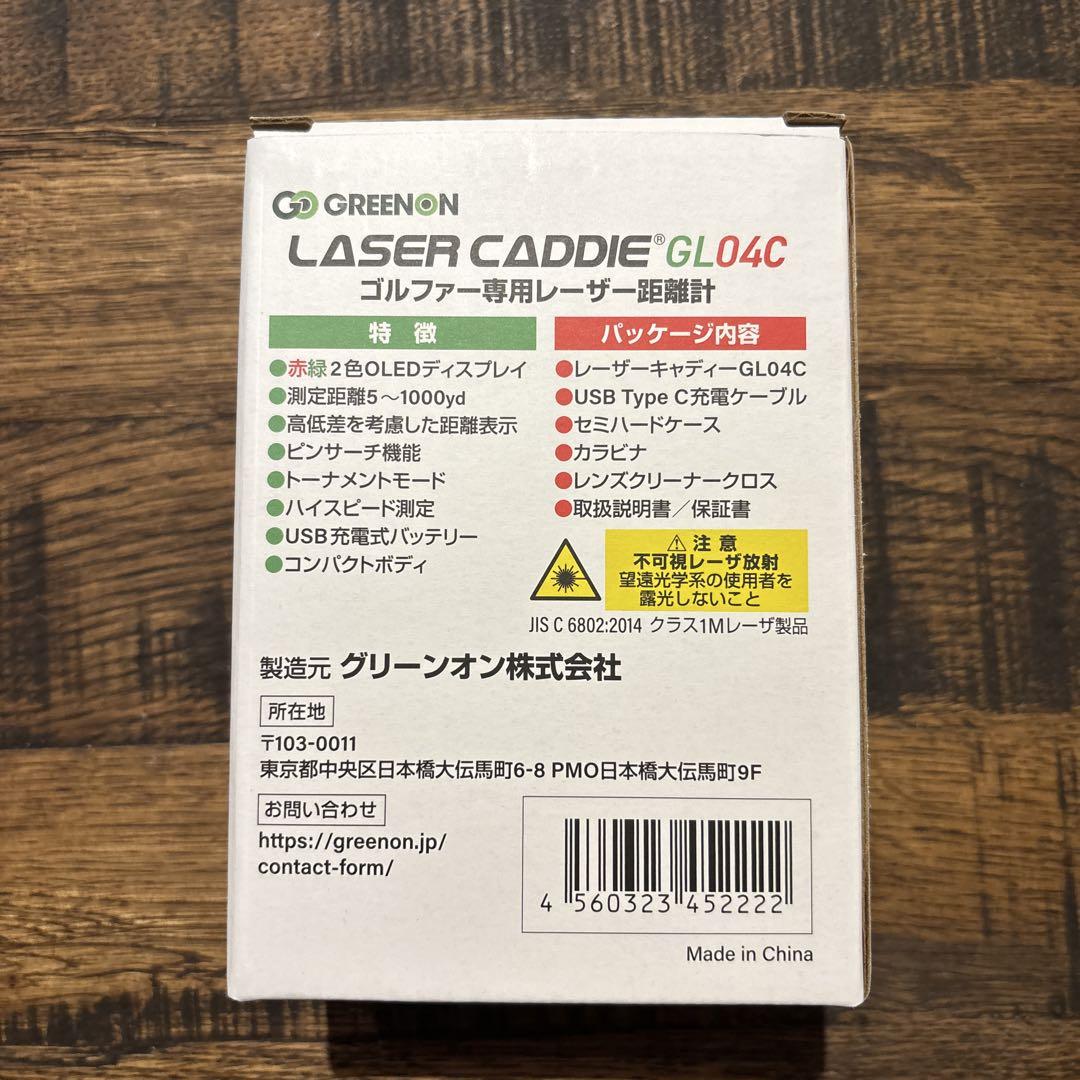 GREENON
LASER CADDIE® GL04C
ゴルファー専用レーザー距離計
特 徴
●赤緑2色OLEDディスプレイ
●測定距離5～1000yd
●高低差を考慮した距離表示
●ピンサーチ機能
●トーナメントモード
●ハイスピード測定
●USB充電式バッテリー
●コンパクトボディ
パッケージ内容
●レーザーキャディーGL04C
●USB Type C充電ケーブル
●セミハードケース
●カラビナ
●レンズクリーナークロス
●取扱説明書／保証書
⚠ 注 意
不可視レーザ放射
望遠光学系の使用者を
露光しないこと
JIS C 6802:2014 クラス1Mレーザ製品
製造元 グリーンオン株式会社
所在地
〒103-0011
東京都中央区日本橋大伝馬町6-8 PMO日本橋大伝馬町9F
お問い合わせ
https://greenon.jp/
contact-form/
4 560323 452222
Made in China